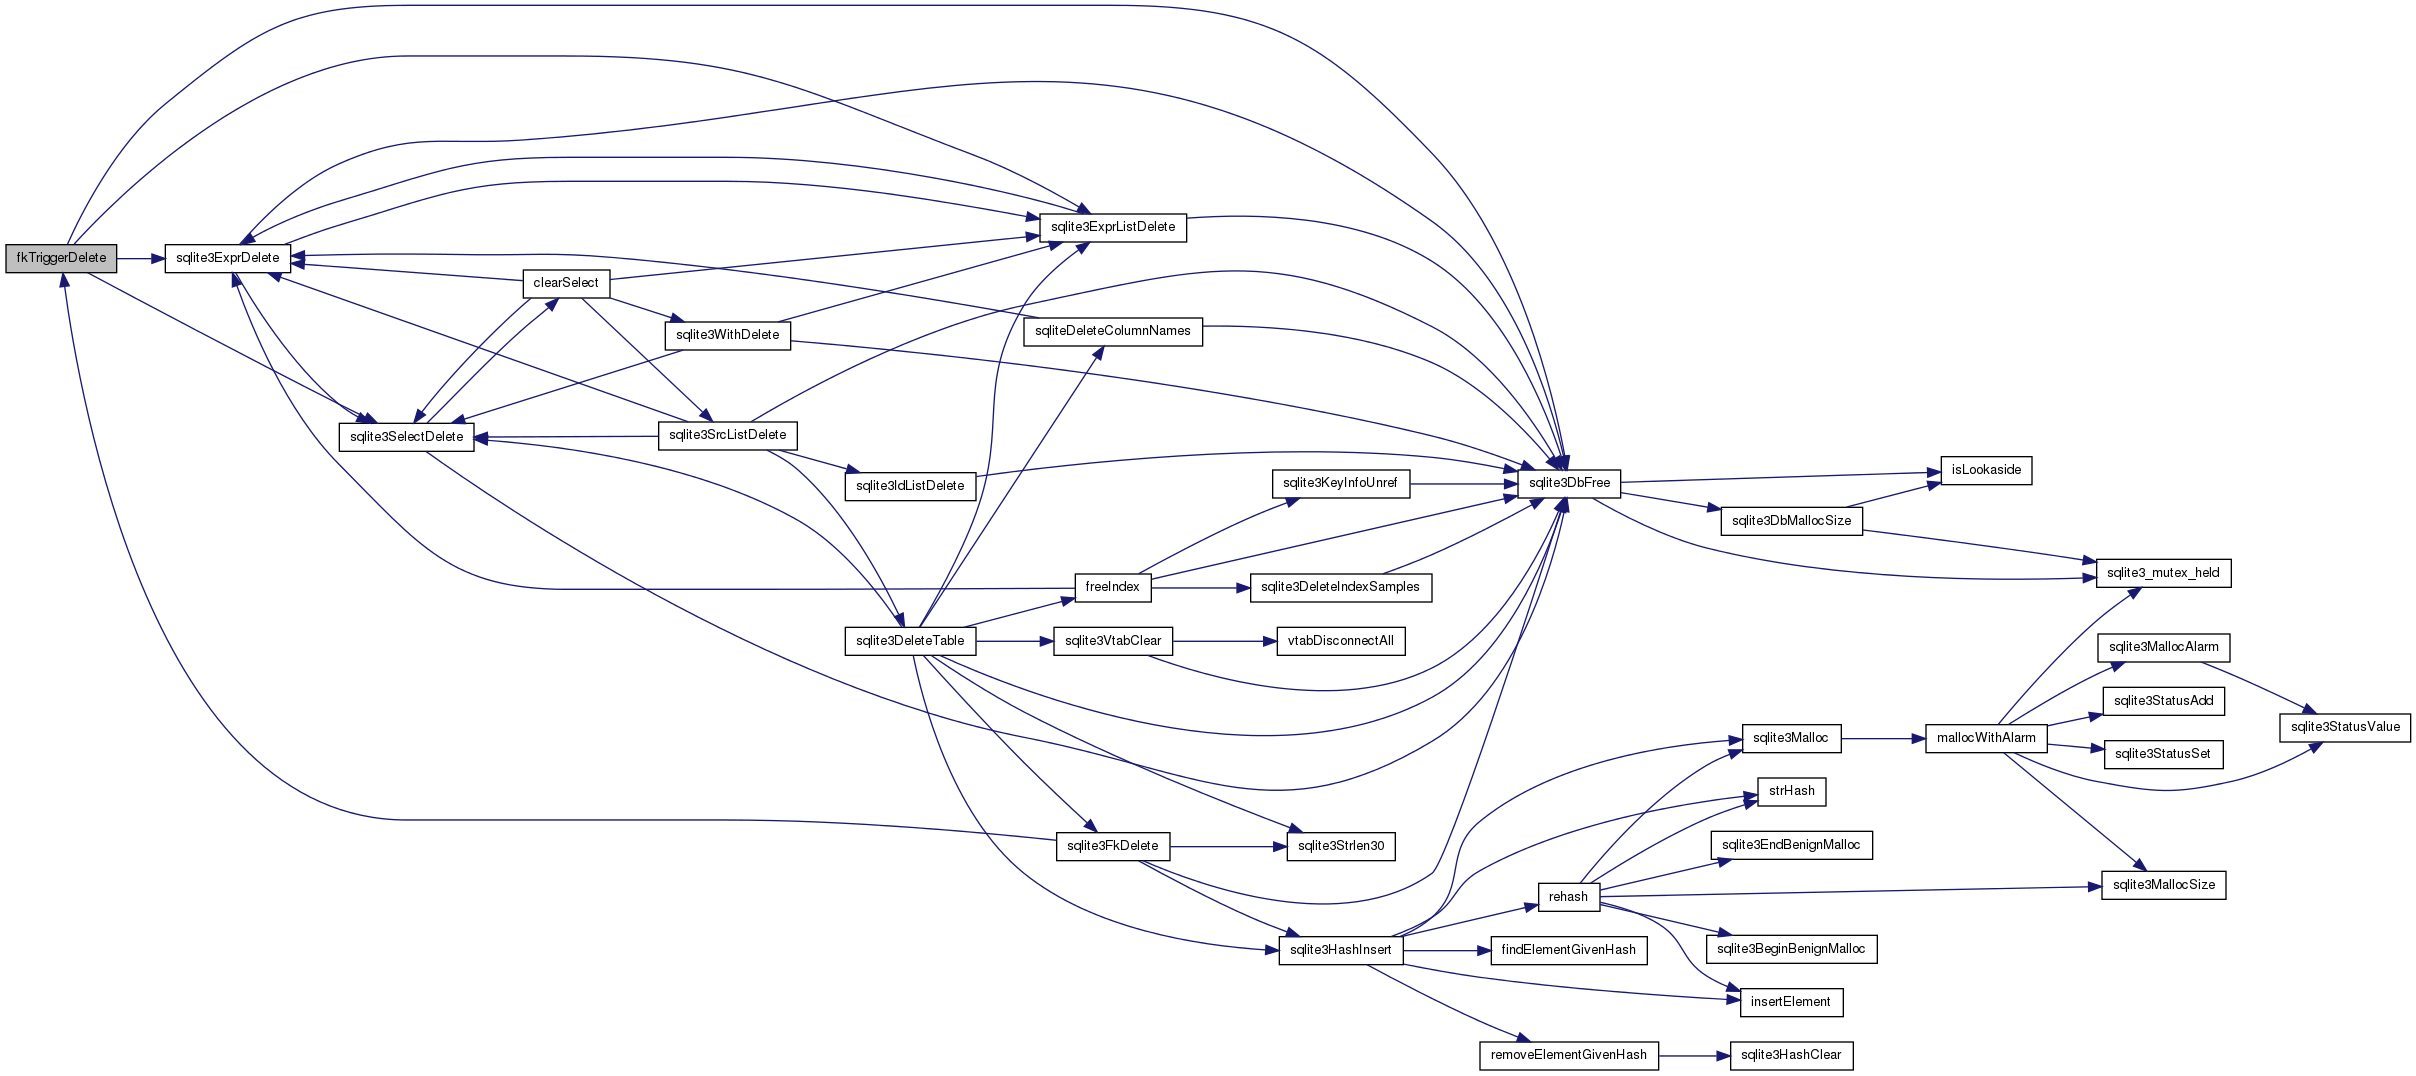 fkTriggerDelete
sqlite3ExprDelete
sqlite3SelectDelete
clearSelect
sqlite3WithDelete
sqlite3SrcListDelete
sqlite3IdListDelete
sqlite3DeleteTable
sqlite3ExprListDelete
sqliteDeleteColumnNames
freeIndex
sqlite3VtabClear
sqlite3FkDelete
sqlite3KeyInfoUnref
sqlite3DeleteIndexSamples
vtabDisconnectAll
sqlite3Strlen30
sqlite3HashInsert
sqlite3DbFree
rehash
findElementGivenHash
removeElementGivenHash
isLookaside
sqlite3DbMallocSize
sqlite3Malloc
strHash
sqlite3EndBenignMalloc
sqlite3BeginBenignMalloc
insertElement
sqlite3HashClear
mallocWithAlarm
sqlite3_mutex_held
sqlite3MallocAlarm
sqlite3StatusAdd
sqlite3StatusSet
sqlite3MallocSize
sqlite3StatusValue